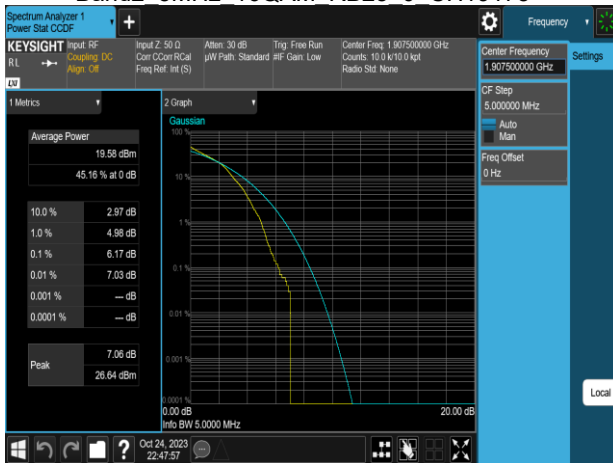 Spectrum Analyzer 1
Power Stat CCDF
Frequency
KEYSIGHT
RL
Input: RF
Coupling: DC
Align: Off
Input Z: 50 Ω
Corr CCorr RCal
Freq Ref: Int (S)
Atten: 30 dB
µW Path: Standard
Trig: Free Run
#IF Gain: Low
Center Freq: 1.907500000 GHz
Counts: 10.0 k/10.0 kpt
Radio Std: None
LXI
Center Frequency
1.907500000 GHz
Settings
CF Step
5.000000 MHz
Auto
Man
Freq Offset
0 Hz
Local
1 Metrics
Average Power
19.58 dBm
45.16 % at 0 dB
10.0 % 2.97 dB
1.0 % 4.98 dB
0.1 % 6.17 dB
0.01 % 7.03 dB
0.001 % --- dB
0.0001 % --- dB
Peak
7.06 dB
26.64 dBm
2 Graph
Gaussian
100 %
10 %
1 %
0.1 %
0.01 %
0.001 %
0.0001 %
0.00 dB
20.00 dB
Info BW 5.0000 MHz
Oct 24, 2023
22:47:57